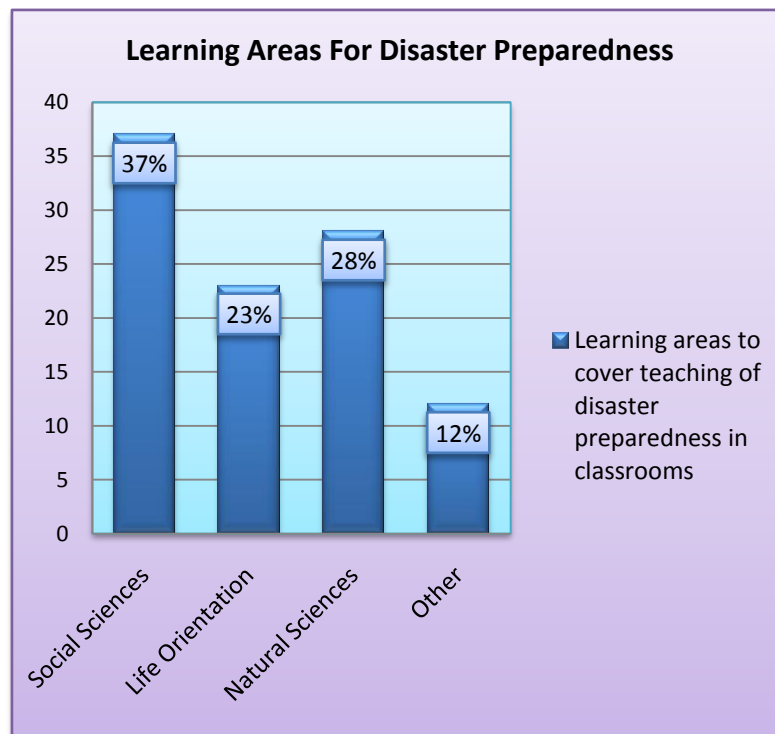 Learning Areas For Disaster Preparedness
40
35
30
25
20
15
10
5
0
37%
23%
28%
12%
Social Sciences
Life Orientation
Natural Sciences
Other
Learning areas to
cover teaching of
disaster
preparedness in
classrooms